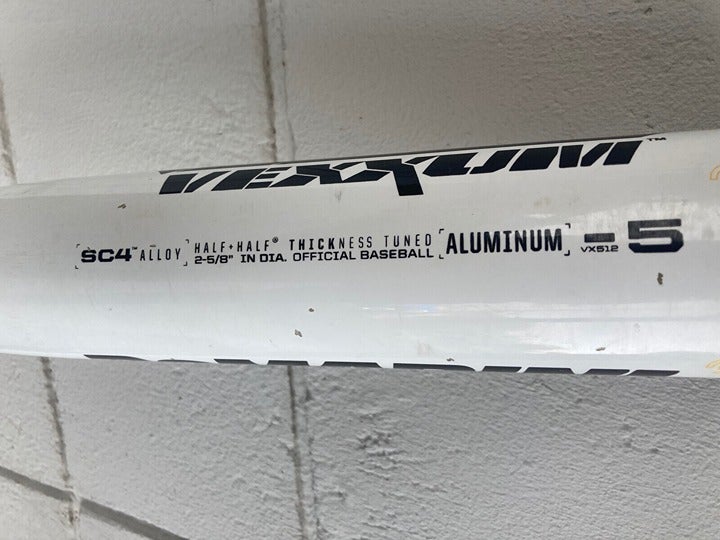 VEXXUM™
[SC4™ ALLOY] HALF+HALF® THICKNESS TUNED
2-5/8" IN DIA. OFFICIAL BASEBALL [ALUMINUM] -5
VX512